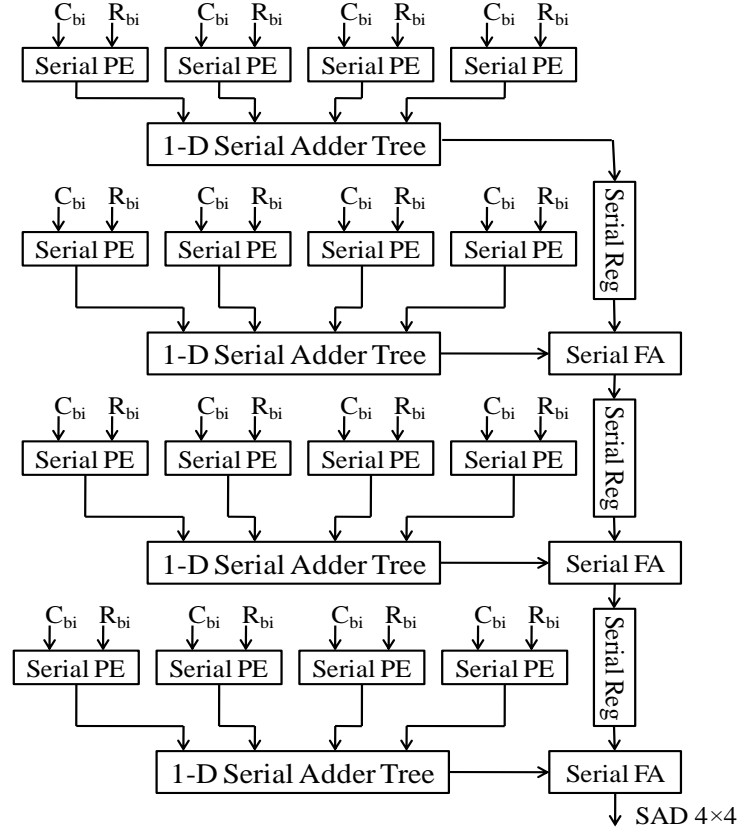 C_bi R_bi C_bi R_bi C_bi R_bi C_bi R_bi
Serial PE Serial PE Serial PE Serial PE
1-D Serial Adder Tree
Serial Reg
C_bi R_bi C_bi R_bi C_bi R_bi C_bi R_bi
Serial PE Serial PE Serial PE Serial PE
1-D Serial Adder Tree Serial FA
Serial Reg
C_bi R_bi C_bi R_bi C_bi R_bi C_bi R_bi
Serial PE Serial PE Serial PE Serial PE
1-D Serial Adder Tree Serial FA
Serial Reg
C_bi R_bi C_bi R_bi C_bi R_bi C_bi R_bi
Serial PE Serial PE Serial PE Serial PE
1-D Serial Adder Tree Serial FA
SAD 4×4